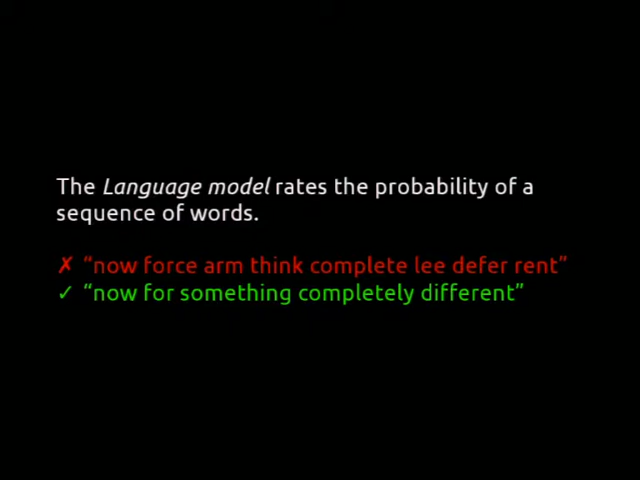 The Language model rates the probability of a
sequence of words.
✗ “now force arm think complete lee defer rent”
✓ “now for something completely different”